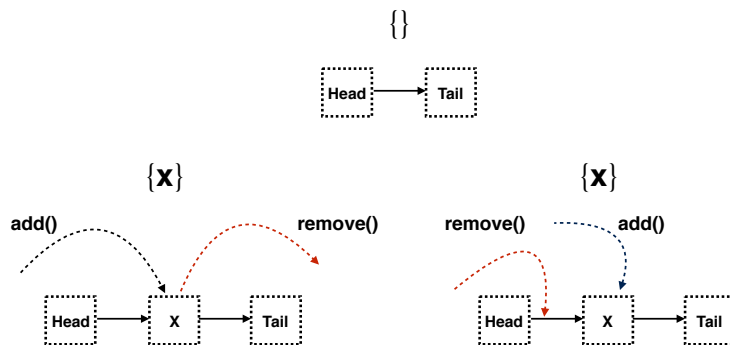 {}
Head Tail
{x} {x}
add() remove() remove() add()
Head X Tail Head X Tail